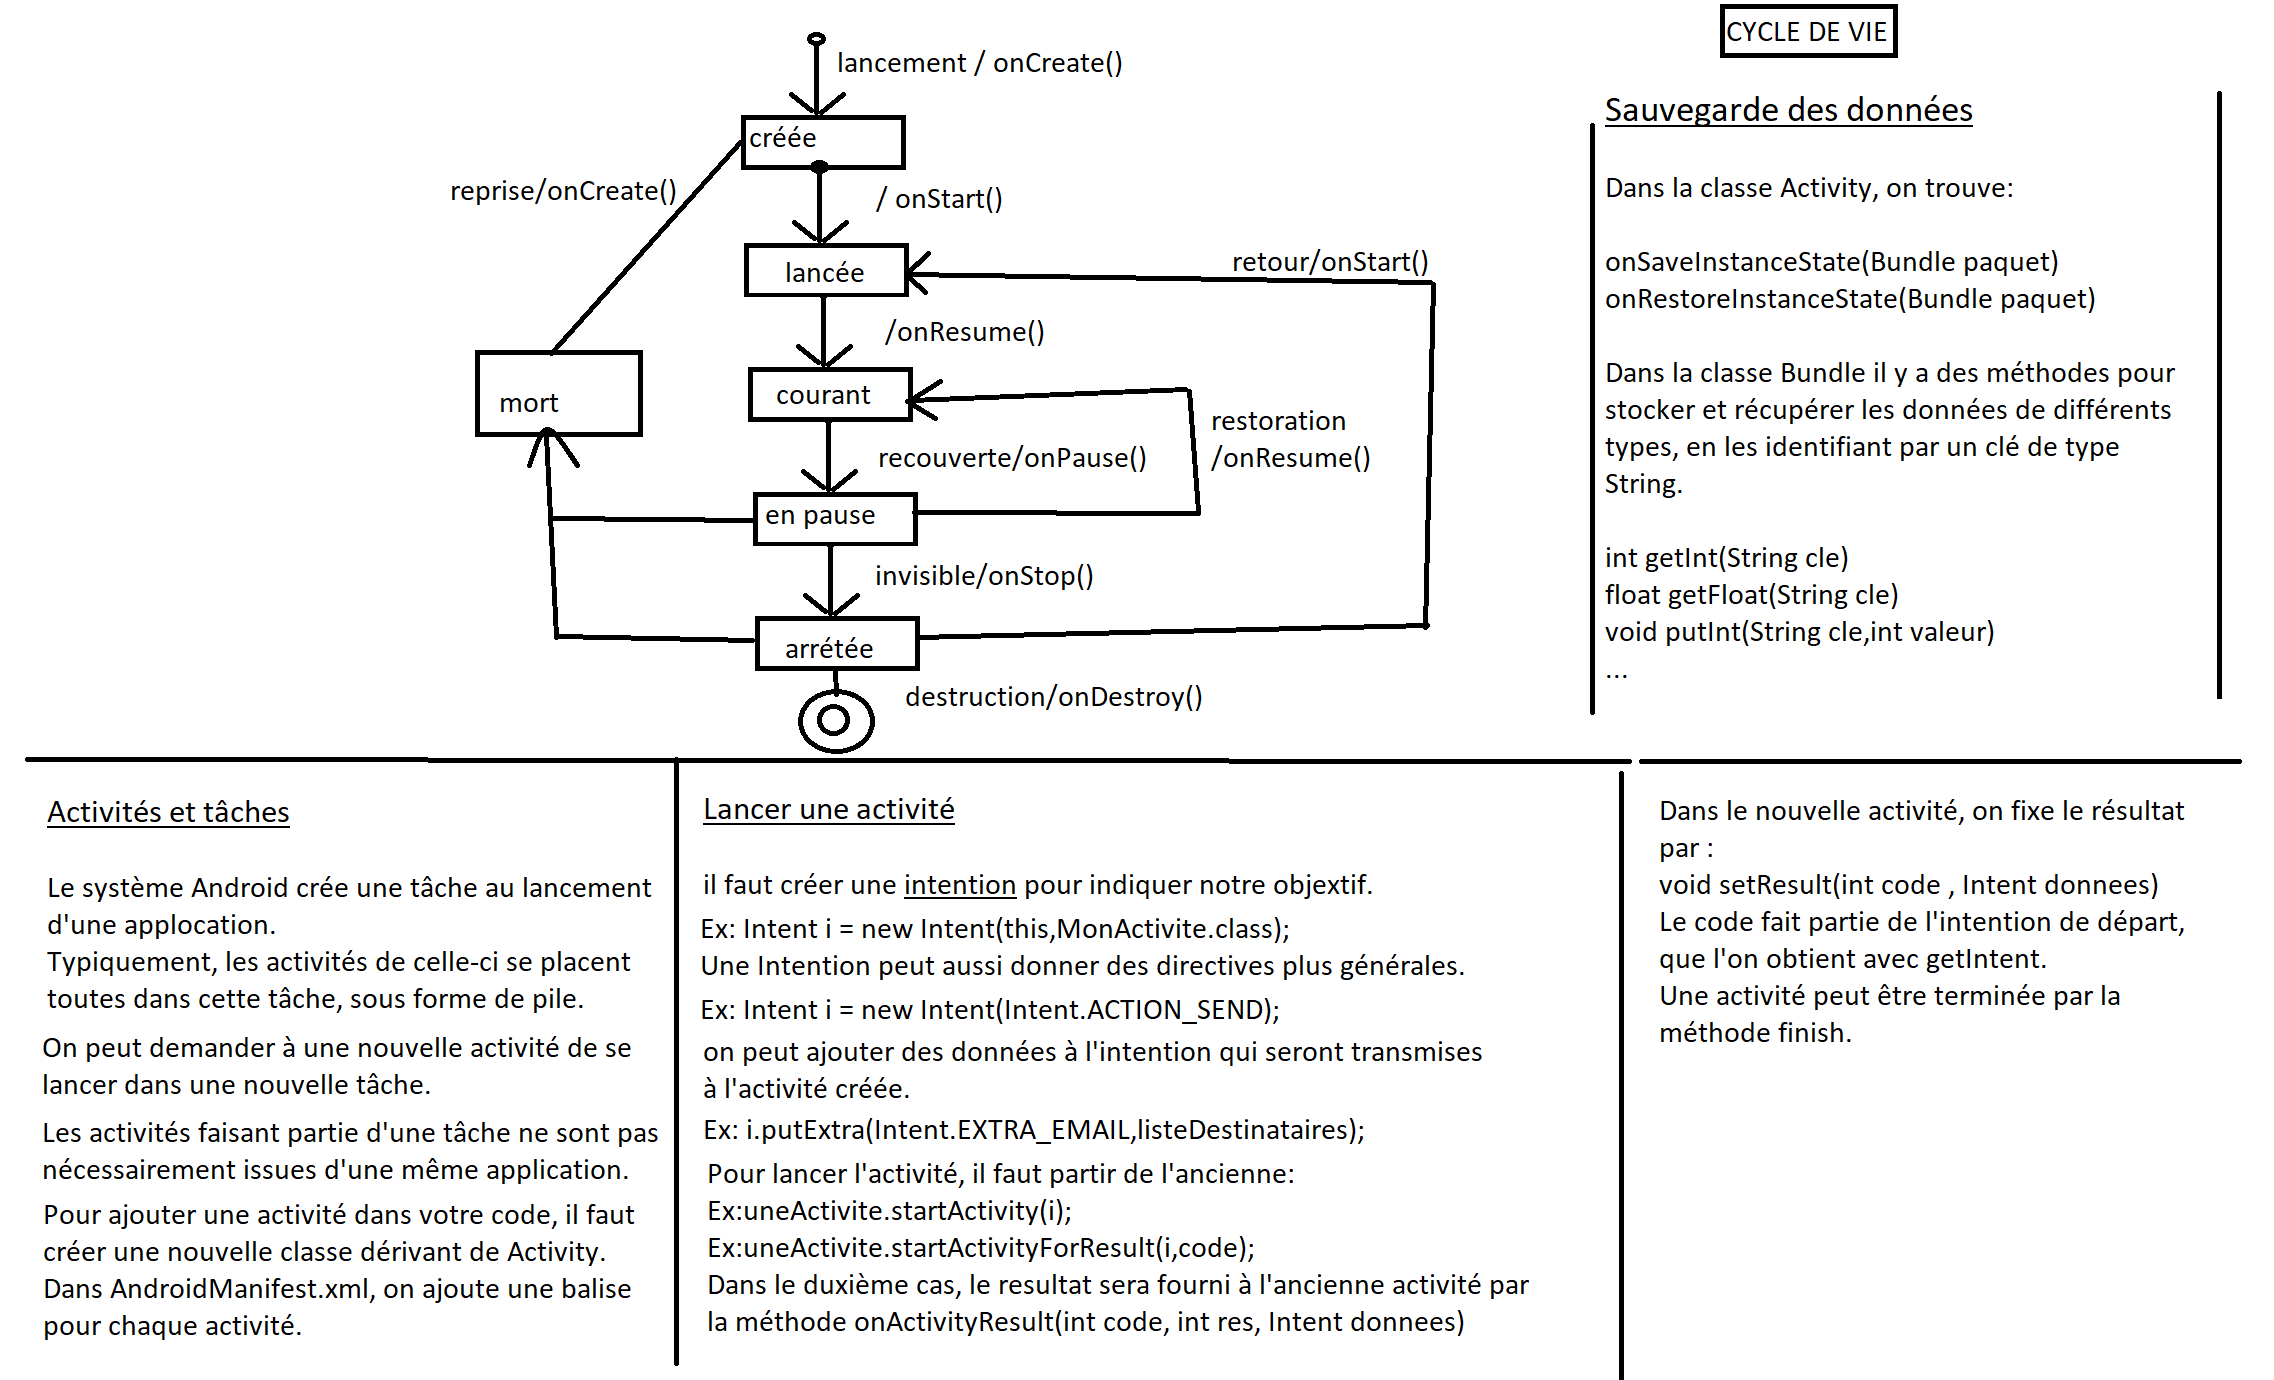 CYCLE DE VIE
lancement / onCreate()
créée
reprise/onCreate()
/ onStart()
lancée
retour/onStart()
/onResume()
mort
courant
restoration
/onResume()
recouverte/onPause()
en pause
invisible/onStop()
arrétée
destruction/onDestroy()
Sauvegarde des données
Dans la classe Activity, on trouve:
onSaveInstanceState(Bundle paquet)
onRestoreInstanceState(Bundle paquet)
Dans la classe Bundle il y a des méthodes pour
stocker et récupérer les données de différents
types, en les identifiant par un clé de type
String.
int getInt(String cle)
float getFloat(String cle)
void putInt(String cle,int valeur)
...
Activités et tâches
Le système Android crée une tâche au lancement
d'une applocation.
Typiquement, les activités de celle-ci se placent
toutes dans cette tâche, sous forme de pile.
On peut demander à une nouvelle activité de se
lancer dans une nouvelle tâche.
Les activités faisant partie d'une tâche ne sont pas
nécessairement issues d'une même application.
Pour ajouter une activité dans votre code, il faut
créer une nouvelle classe dérivant de Activity.
Dans AndroidManifest.xml, on ajoute une balise
pour chaque activité.
Lancer une activité
il faut créer une intention pour indiquer notre objextif.
Ex: Intent i = new Intent(this,MonActivite.class);
Une Intention peut aussi donner des directives plus générales.
Ex: Intent i = new Intent(Intent.ACTION_SEND);
on peut ajouter des données à l'intention qui seront transmises
à l'activité créée.
Ex: i.putExtra(Intent.EXTRA_EMAIL,listeDestinataires);
Pour lancer l'activité, il faut partir de l'ancienne:
Ex:uneActivite.startActivity(i);
Ex:uneActivite.startActivityForResult(i,code);
Dans le duxième cas, le resultat sera fourni à l'ancienne activité par
la méthode onActivityResult(int code, int res, Intent donnees)
Dans le nouvelle activité, on fixe le résultat
par :
void setResult(int code , Intent donnees)
Le code fait partie de l'intention de départ,
que l'on obtient avec getIntent.
Une activité peut être terminée par la
méthode finish.